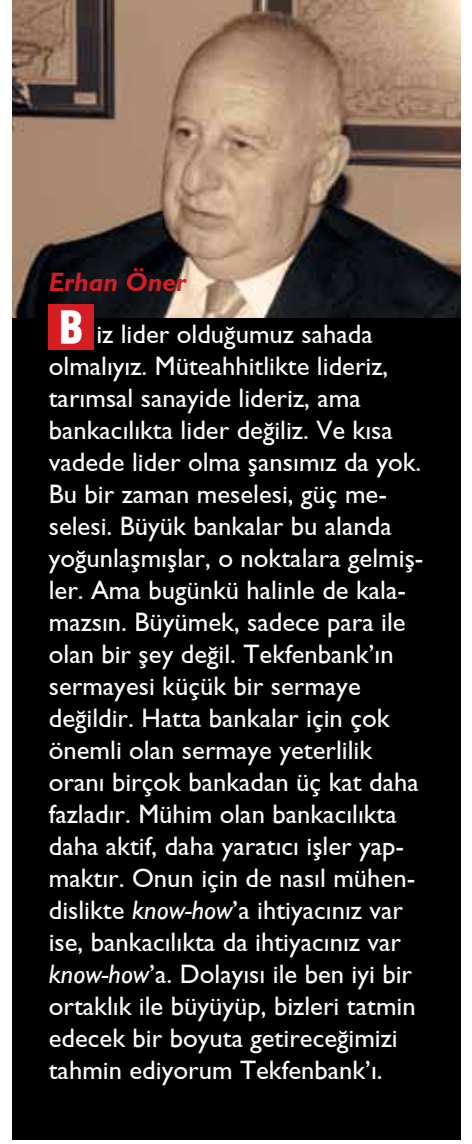 Erhan Öner
Biz lider olduğumuz sahada
olmalıyız. Müteahhitlikte lideriz,
tarımsal sanayide lideriz, ama
bankacılıkta lider değiliz. Ve kısa
vadede lider olma şansımız da yok.
Bu bir zaman meselesi, güç me-
selesi. Büyük bankalar bu alanda
yoğunlaşmışlar, o noktalara gelmiş-
ler. Ama bugünkü halinle de kala-
mazsın. Büyümek, sadece para ile
olan bir şey değil. Tekfenbank’ın
sermayesi küçük bir sermaye
değildir. Hatta bankalar için çok
önemli olan sermaye yeterlilik
oranı birçok bankadan üç kat daha
fazladır. Mühim olan bankacılıkta
daha aktif, daha yaratıcı işler yap-
maktır. Onun için de nasıl mühen-
dislikte know-how’a ihtiyacınız var
ise, bankacılıkta da ihtiyacınız var
know-how’a. Dolayısı ile ben iyi bir
ortaklık ile büyüyüp, bizleri tatmin
edecek bir boyuta getireceğimizi
tahmin ediyorum Tekfenbank’ı.